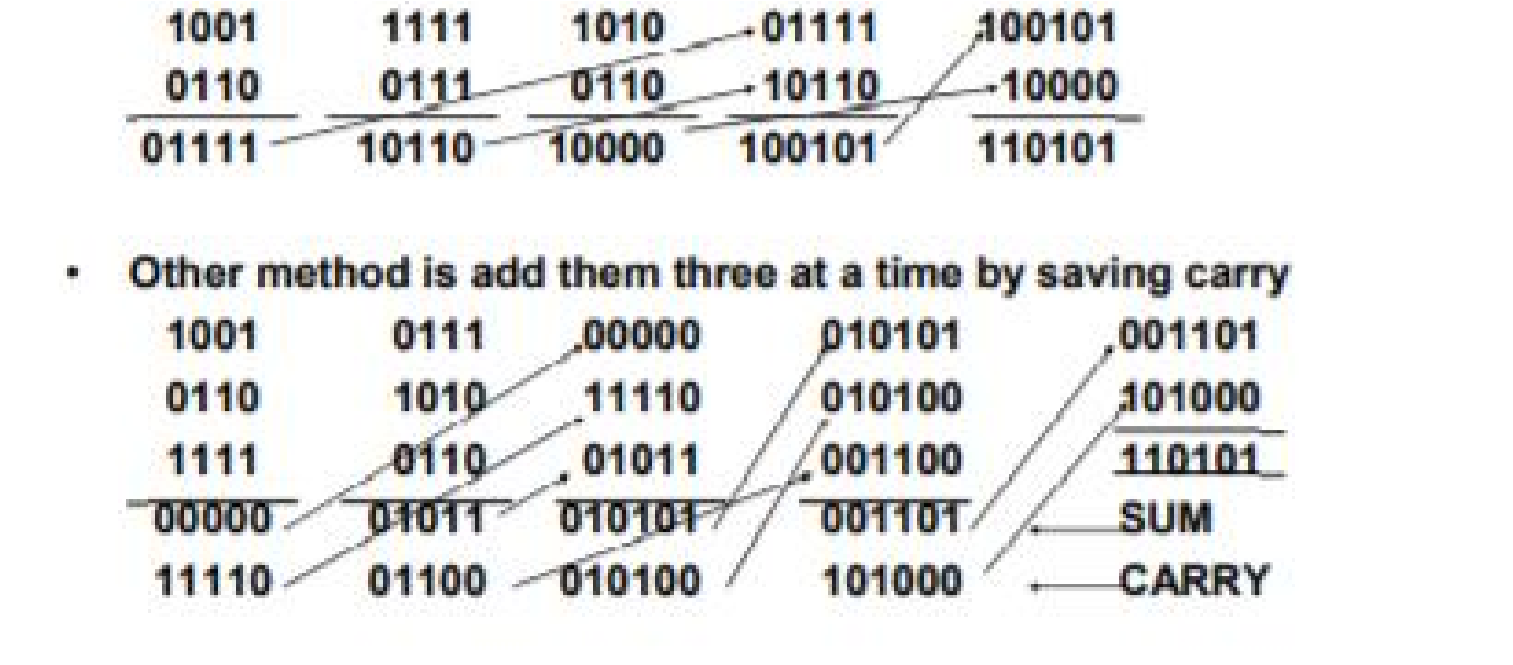 1001 1111 1010 01111 100101
0110 0111 0110 10110 10000
01111 10110 10000 100101 110101
• Other method is add them three at a time by saving carry
1001 0111 00000 010101 001101
0110 1010 11110 010100 101000
1111 0110 01011 001100 110101
00000 01011 010101 001101 SUM
11110 01100 010100 101000 CARRY